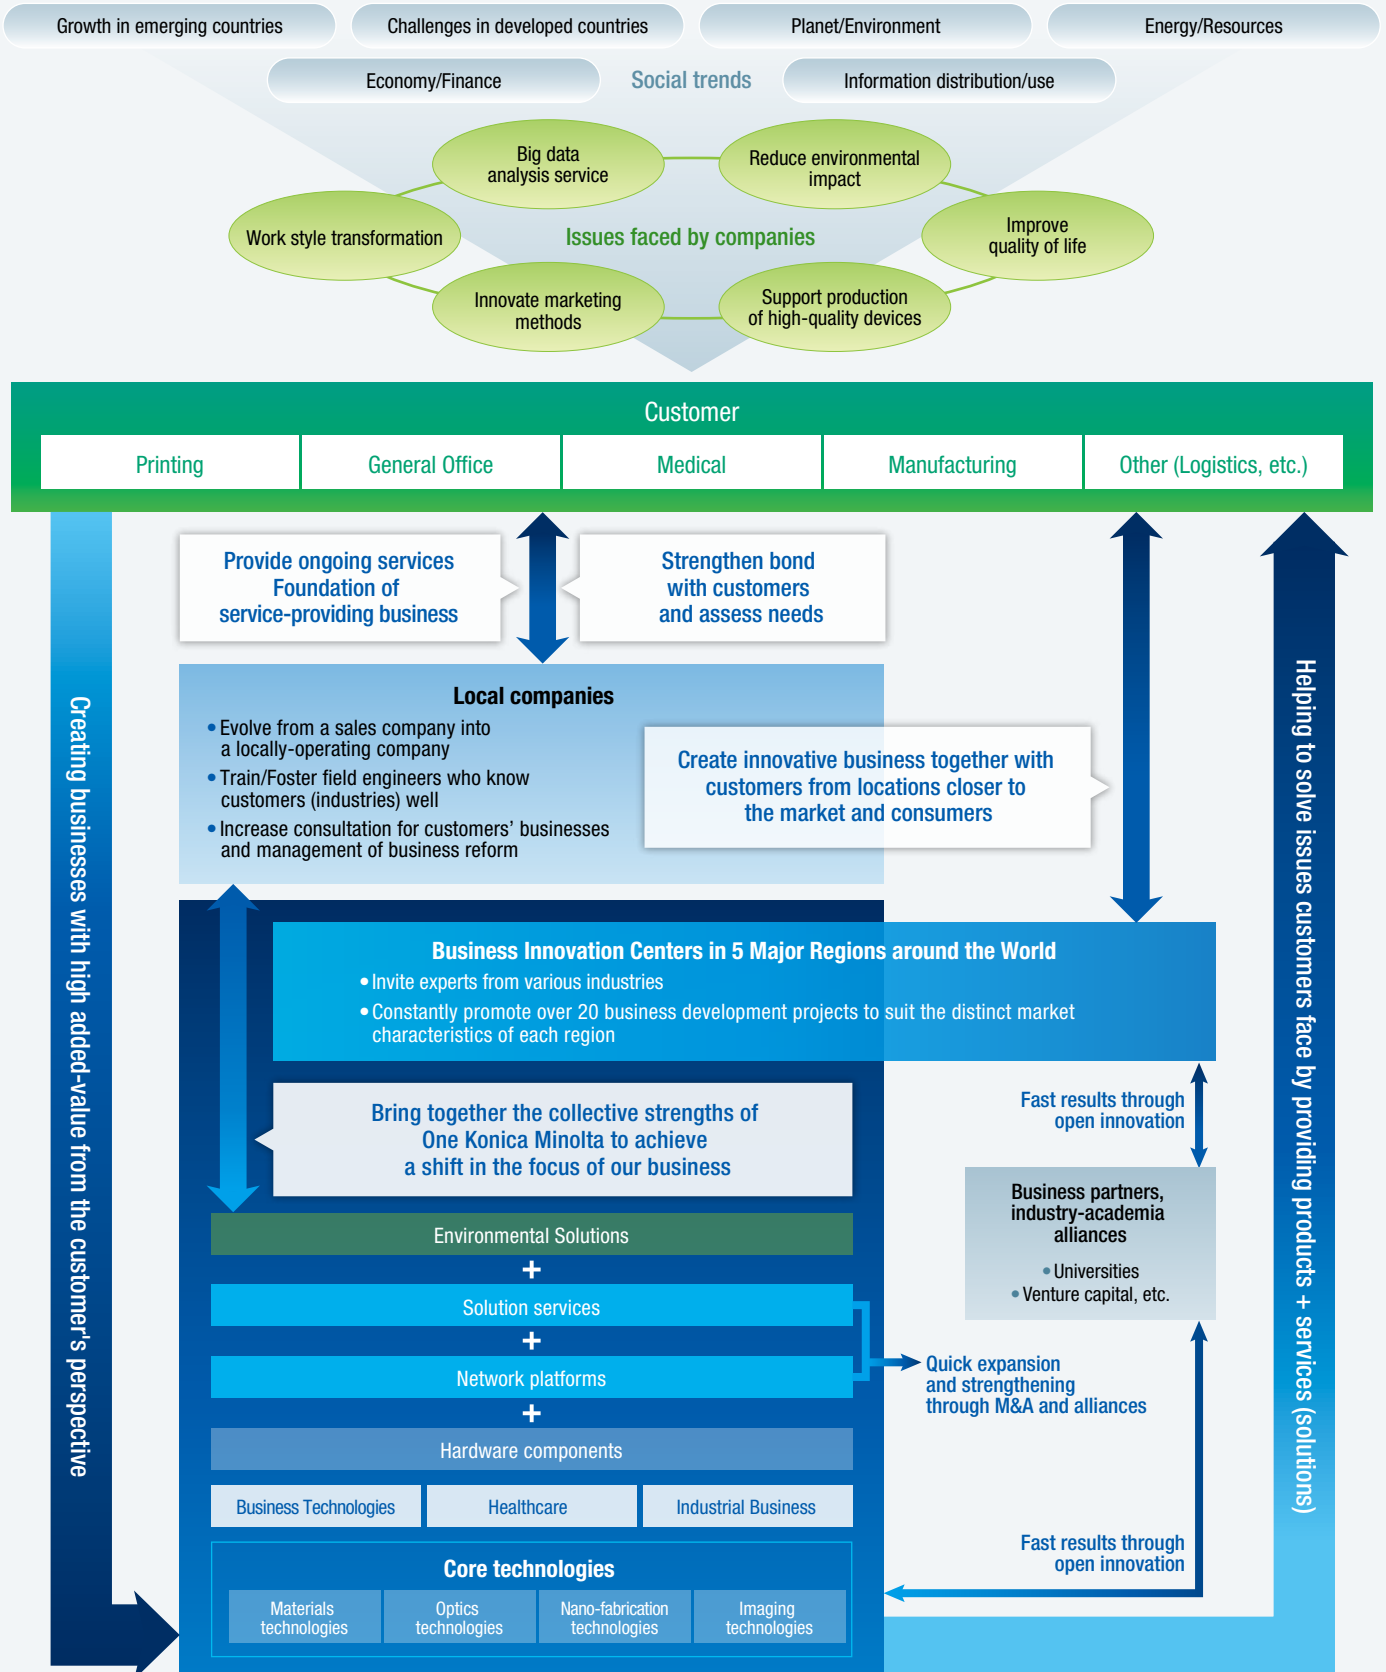 Growth in emerging countries
Challenges in developed countries
Planet/Environment
Energy/Resources
Economy/Finance
Social trends
Information distribution/use
Big data
analysis service
Reduce environmental
impact
Work style transformation
Issues faced by companies
Improve
quality of life
Innovate marketing
methods
Support production
of high-quality devices
Customer
Printing
General Office
Medical
Manufacturing
Other (Logistics, etc.)
Provide ongoing services
Foundation of
service-providing business
Strengthen bond
with customers
and assess needs
Creating businesses with high added-value from the customer's perspective
Local companies
• Evolve from a sales company into
a locally-operating company
• Train/Foster field engineers who know
customers (industries) well
• Increase consultation for customers' businesses
and management of business reform
Create innovative business together with
customers from locations closer to
the market and consumers
Helping to solve issues customers face by providing products + services (solutions)
Business Innovation Centers in 5 Major Regions around the World
• Invite experts from various industries
• Constantly promote over 20 business development projects to suit the distinct market
characteristics of each region
Bring together the collective strengths of
One Konica Minolta to achieve
a shift in the focus of our business
Fast results through
open innovation
Business partners,
industry-academia
alliances
• Universities
• Venture capital, etc.
Environmental Solutions
+
Solution services
+
Network platforms
+
Hardware components
Quick expansion
and strengthening
through M&A and alliances
Business Technologies
Healthcare
Industrial Business
Fast results through
open innovation
Core technologies
Materials
technologies
Optics
technologies
Nano-fabrication
technologies
Imaging
technologies